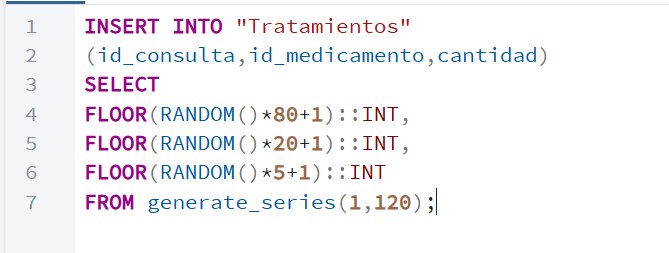 1 INSERT INTO "Tratamientos"
2 (id_consulta,id_medicamento,cantidad)
3 SELECT
4 FLOOR(RANDOM()*80+1)::INT,
5 FLOOR(RANDOM()*20+1)::INT,
6 FLOOR(RANDOM()*5+1)::INT
7 FROM generate_series(1,120);